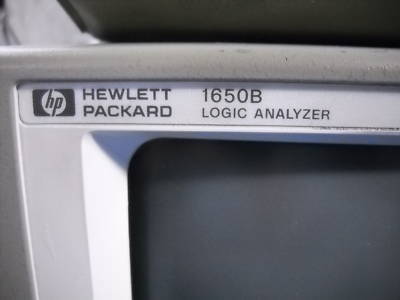 hp HEWLETT PACKARD
1650B
LOGIC ANALYZER